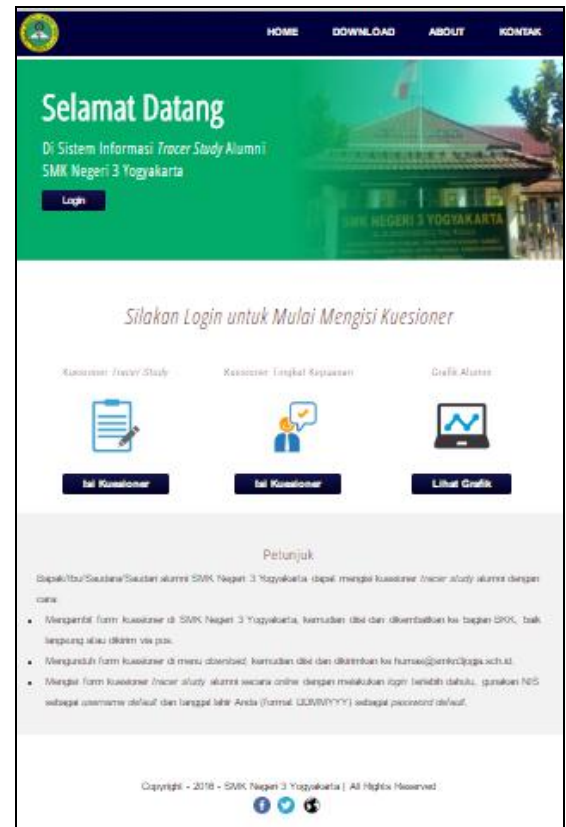 HOME DOWNLOAD ABOUT KONTAK
Selamat Datang
Di Sistem Informasi Tracer Study Alumni
SMK Negeri 3 Yogyakarta
Login
SMK NEGERI 3 YOGYAKARTA
Silakan Login untuk Mulai Mengisi Kuesioner
Kuesioner Tracer Study Kuesioner Tingkat Kepuasan Grafik Alumni
Isi Kuesioner Isi Kuesioner Lihat Grafik
Petunjuk
Bapak/Ibu/Saudara/Saudari alumni SMK Negeri 3 Yogyakarta dapat mengisi kuesioner tracer study alumni dengan
cara:
Mengambil form kuesioner di SMK Negeri 3 Yogyakarta, kemudian diisi dan dikembalikan ke bagian BKK, baik
langsung atau dikirim via pos.
Mengunduh form kuesioner di menu download, kemudian diisi dan dikirimkan ke humas@smkn3jogja.sch.id.
Mengisi form kuesioner tracer study alumni secara online dengan melakukan login terlebih dahulu, gunakan NIS
sebagai username default dan tanggal lahir Anda (format DDMMYYYY) sebagai password default.
Copyright - 2016 - SMK Negeri 3 Yogyakarta | All Rights Reserved